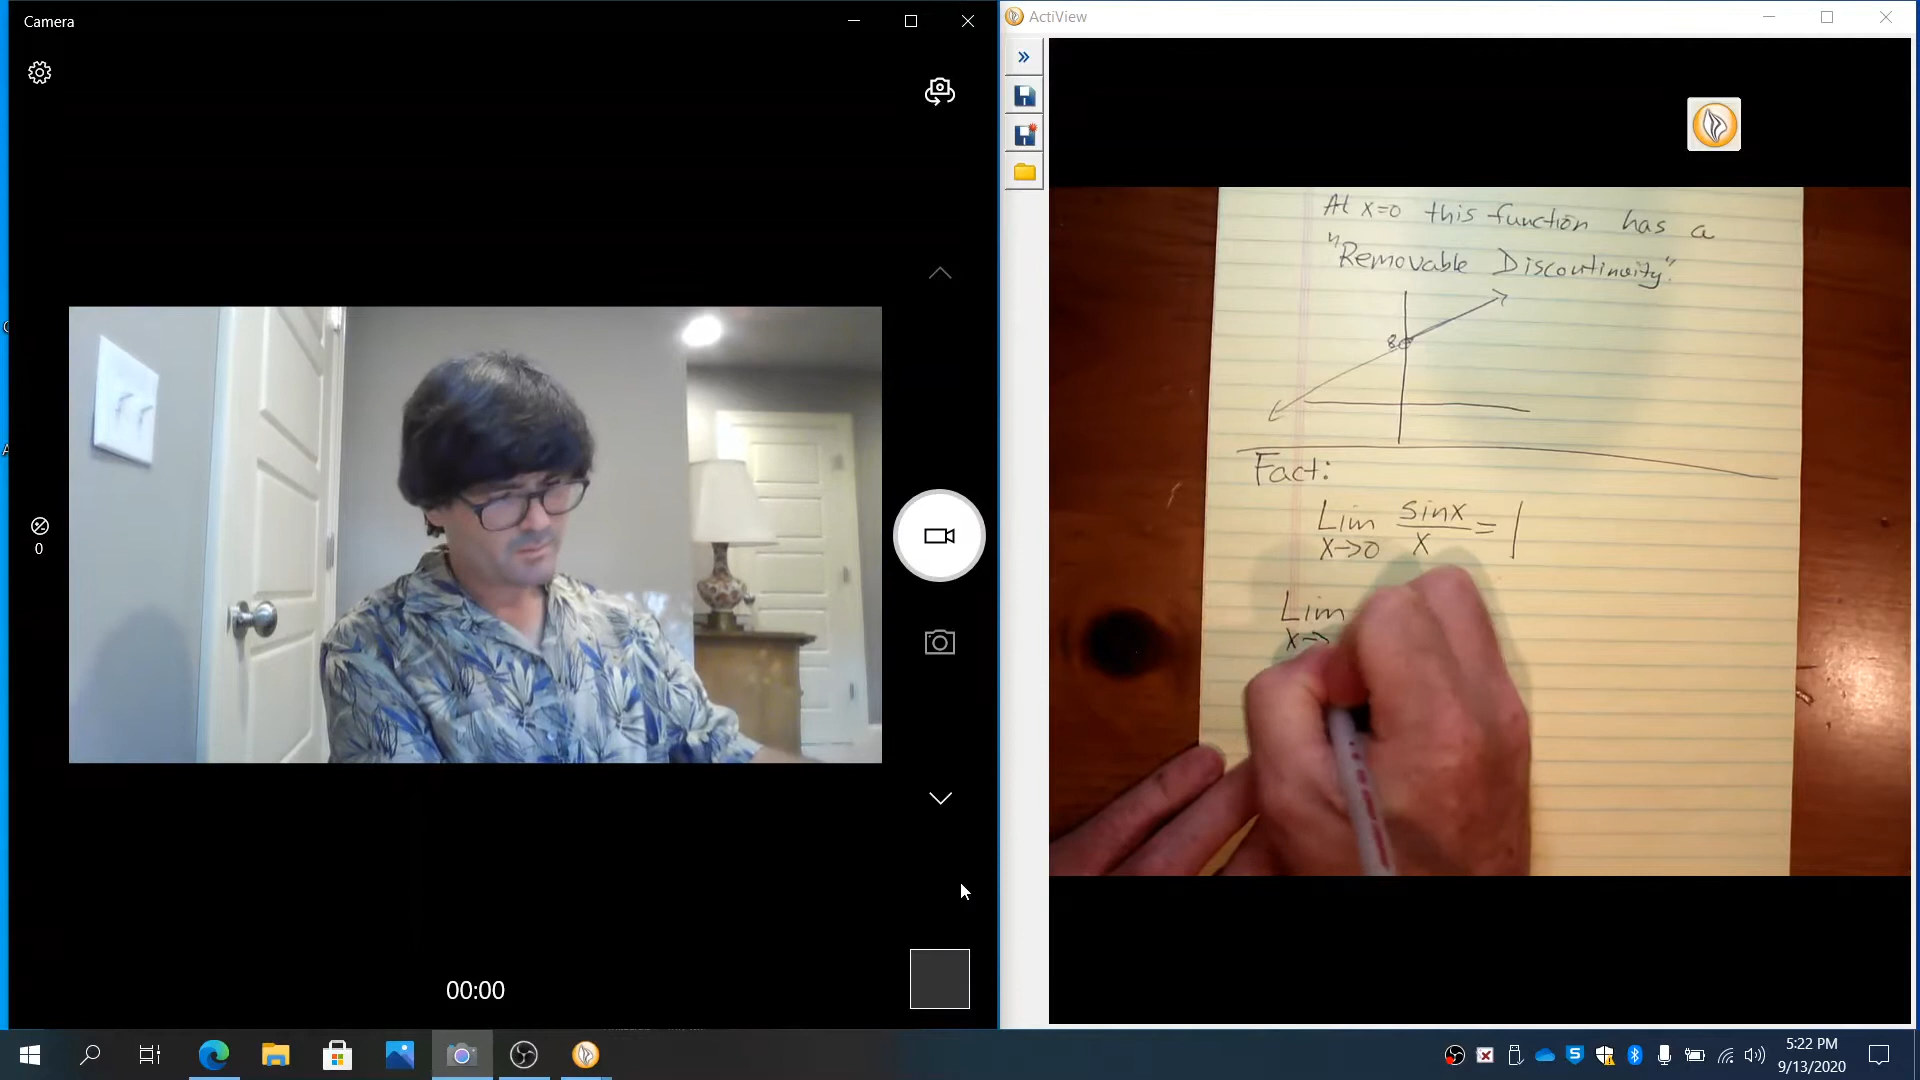 Camera
0
00:00
ActiView
At x=0 this function has a
"Removable Discontinuity".
8
Fact:
Lim sinx/x = 1
x→0
Lim
x→
5:22 PM
9/13/2020